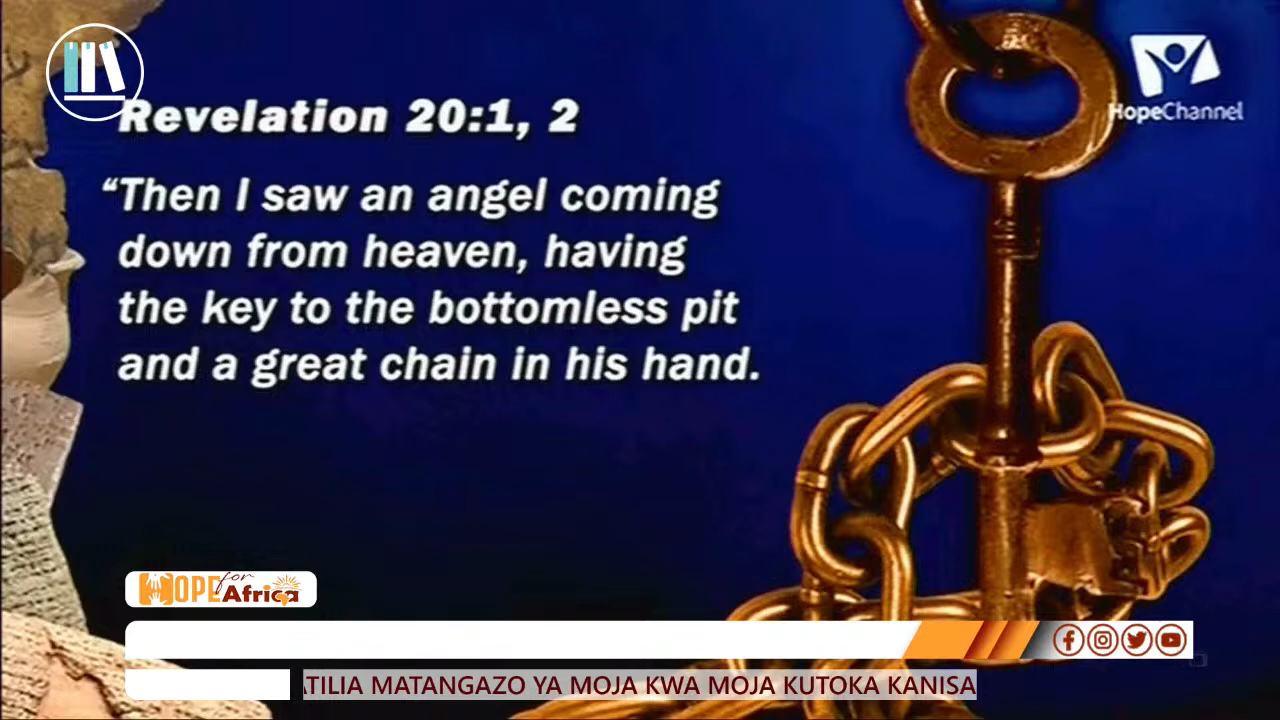 Revelation 20:1, 2
HopeChannel
“Then I saw an angel coming
down from heaven, having
the key to the bottomless pit
and a great chain in his hand.
HOPE for Africa
MATANGAZO YA MOJA KWA MOJA KUTOKA KANISA